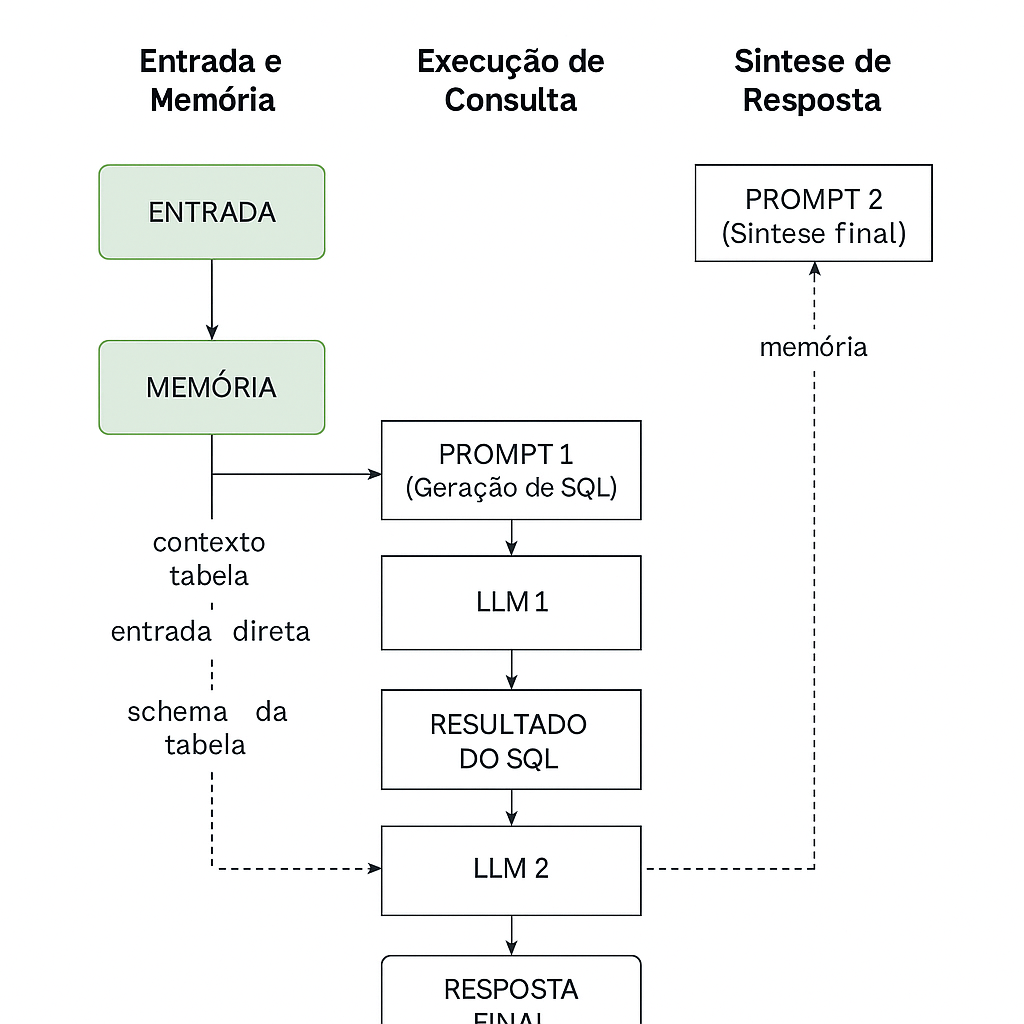 Entrada e
Memória
Execução de
Consulta
Sintese de
Resposta
ENTRADA
MEMÓRIA
contexto
tabela
entrada direta
schema da
tabela
PROMPT 1
(Geração de SQL)
LLM 1
RESULTADO
DO SQL
LLM 2
RESPOSTA
FINAL
PROMPT 2
(Sintese final)
memória